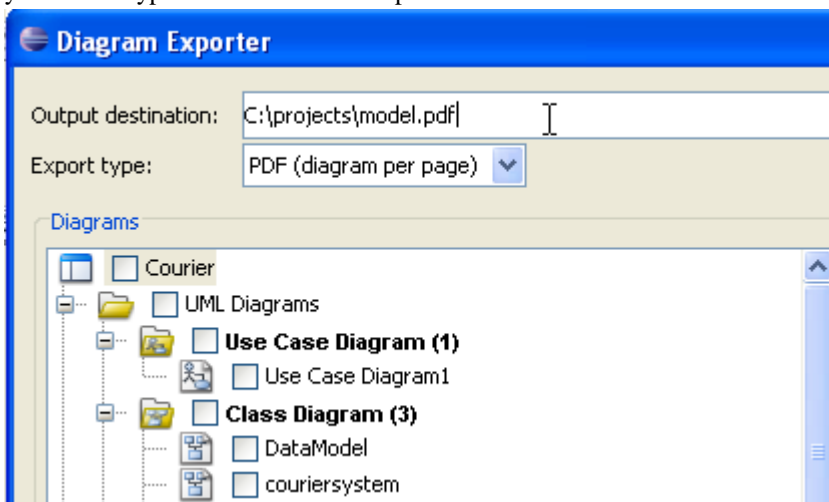 Diagram Exporter
Output destination: C:\projects\model.pdf
Export type: PDF (diagram per page)
Diagrams
Courier
UML Diagrams
Use Case Diagram (1)
Use Case Diagram1
Class Diagram (3)
DataModel
couriersystem